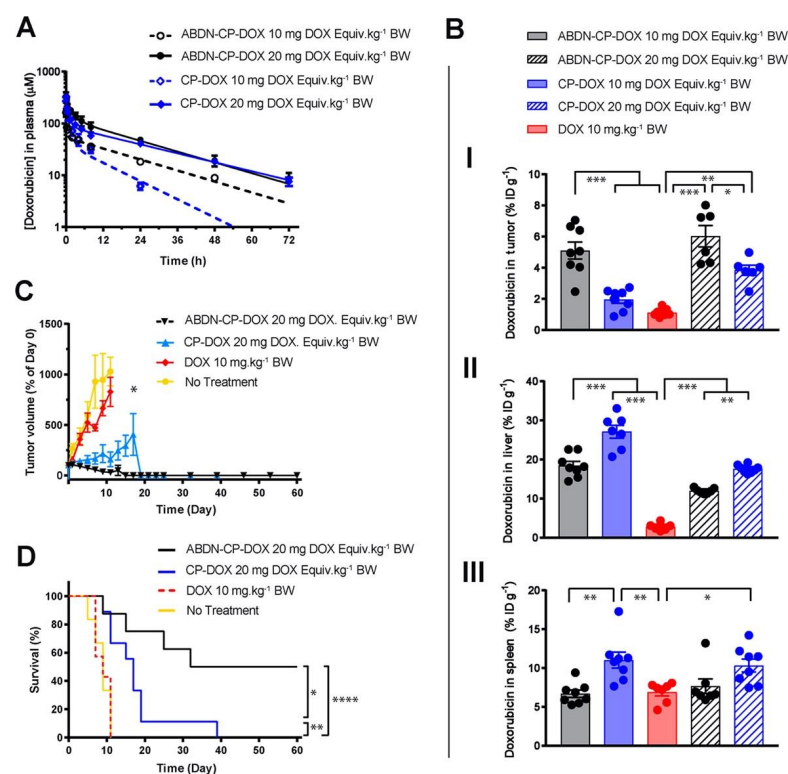 A
ABDN-CP-DOX 10 mg DOX Equiv.kg⁻¹ BW
ABDN-CP-DOX 20 mg DOX Equiv.kg⁻¹ BW
CP-DOX 10 mg DOX Equiv.kg⁻¹ BW
CP-DOX 20 mg DOX Equiv.kg⁻¹ BW
[Doxorubicin] in plasma (µM)
1000
100
10
1
0 12 24 36 48 60 72
Time (h)
C
ABDN-CP-DOX 20 mg DOX. Equiv.kg⁻¹ BW
CP-DOX 20 mg DOX. Equiv.kg⁻¹ BW
DOX 10 mg.kg⁻¹ BW
No Treatment
Tumor volume (% of Day 0)
1500
1000
500
0
*
0 5 10 15 20 25 30 35 40 45 50 55 60
Time (Day)
D
ABDN-CP-DOX 20 mg DOX Equiv.kg⁻¹ BW
CP-DOX 20 mg DOX Equiv.kg⁻¹ BW
DOX 10 mg.kg⁻¹ BW
No Treatment
Survival (%)
100
80
60
40
20
0
* ****
**
0 10 20 30 40 50 60
Time (Day)
B
ABDN-CP-DOX 10 mg DOX Equiv.kg⁻¹ BW
ABDN-CP-DOX 20 mg DOX Equiv.kg⁻¹ BW
CP-DOX 10 mg DOX Equiv.kg⁻¹ BW
CP-DOX 20 mg DOX Equiv.kg⁻¹ BW
DOX 10 mg.kg⁻¹ BW
I
Doxorubicin in tumor (% ID g⁻¹)
10
8
6
4
2
0
*** **
*** *
II
Doxorubicin in liver (% ID g⁻¹)
40
30
20
10
0
*** ***
*** **
III
Doxorubicin in spleen (% ID g⁻¹)
20
15
10
5
0
** ** *